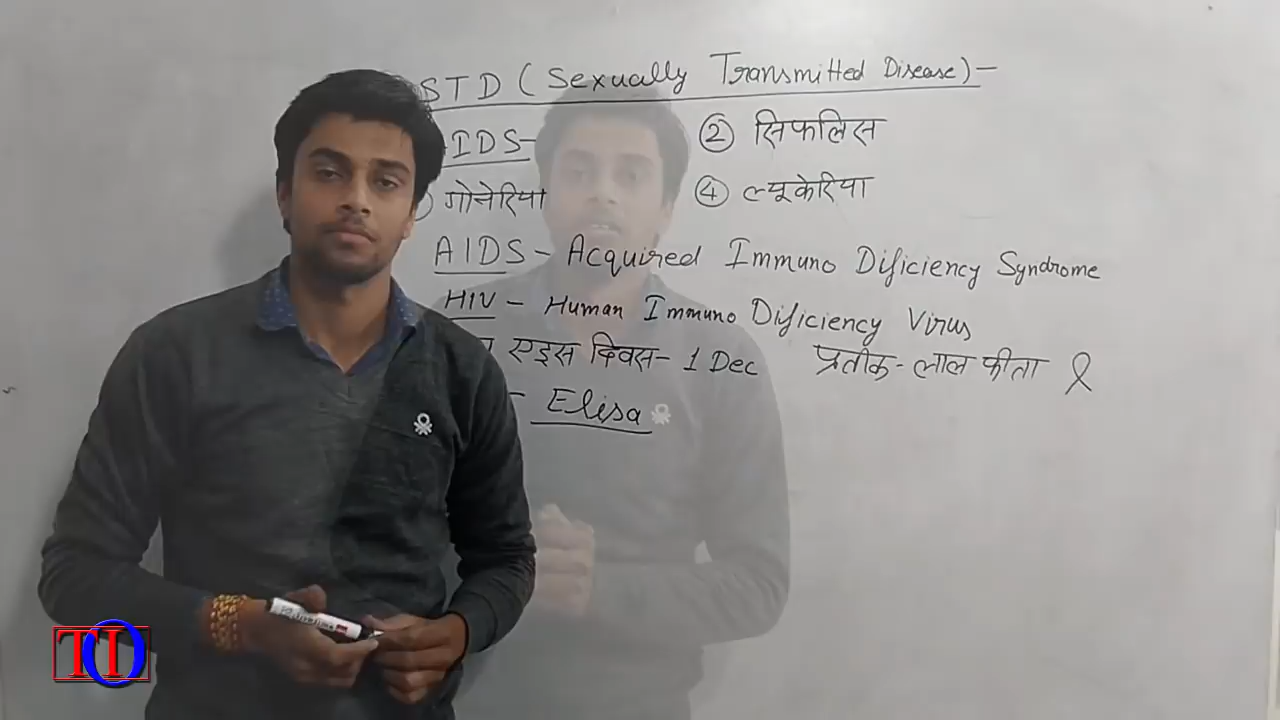 STD (Sexually Transmitted Disease) -
IDS- ② सिफलिस
गोनेरिया ④ ल्यूकेरिया
AIDS - Acquired Immuno Dificiency Syndrome
HIV - Human Immuno Dificiency Virus
एड्स दिवस- 1 Dec प्रतीक - लाल फीता
- Elisa
TIO